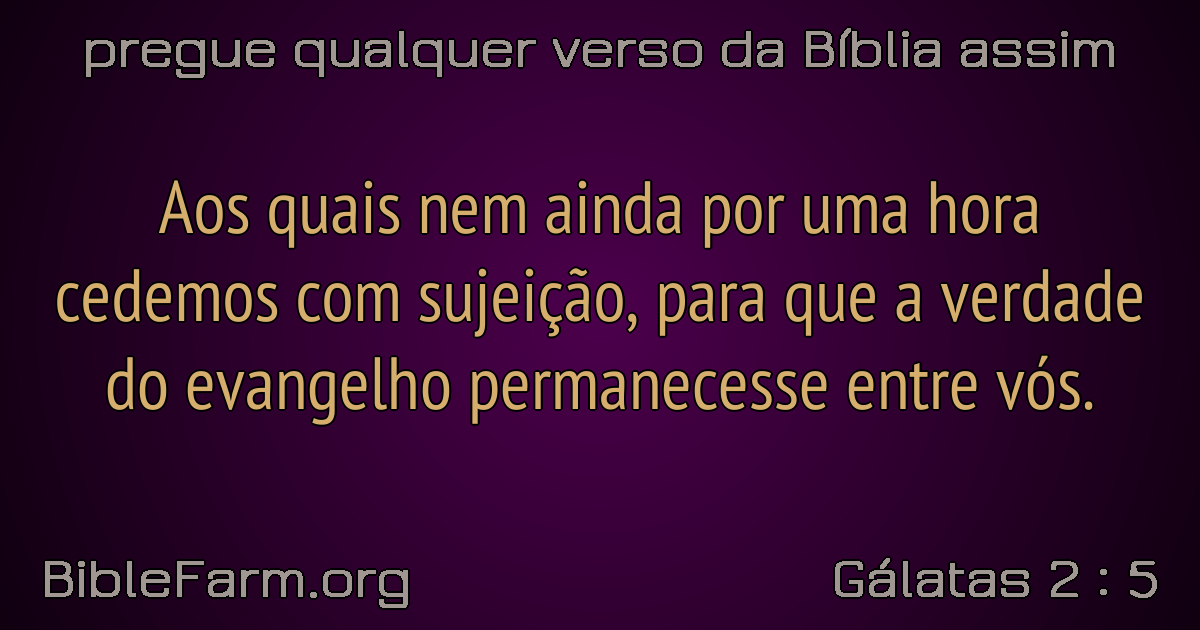 pregue qualquer verso da Bíblia assim
Aos quais nem ainda por uma hora
cedemos com sujeição, para que a verdade
do evangelho permanecesse entre vós.
BibleFarm.org
Gálatas 2 : 5